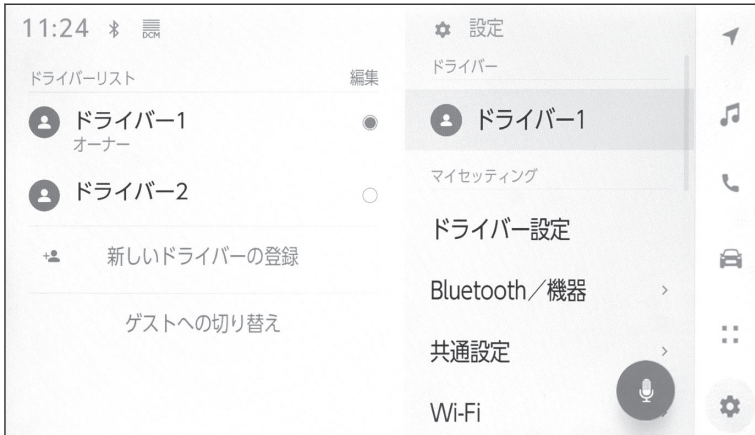 11:24
DCM
ドライバーリスト 編集
ドライバー1
オーナー
ドライバー2
新しいドライバーの登録
ゲストへの切り替え
設定
ドライバー
ドライバー1
マイセッティング
ドライバー設定
Bluetooth／機器
共通設定
Wi-Fi